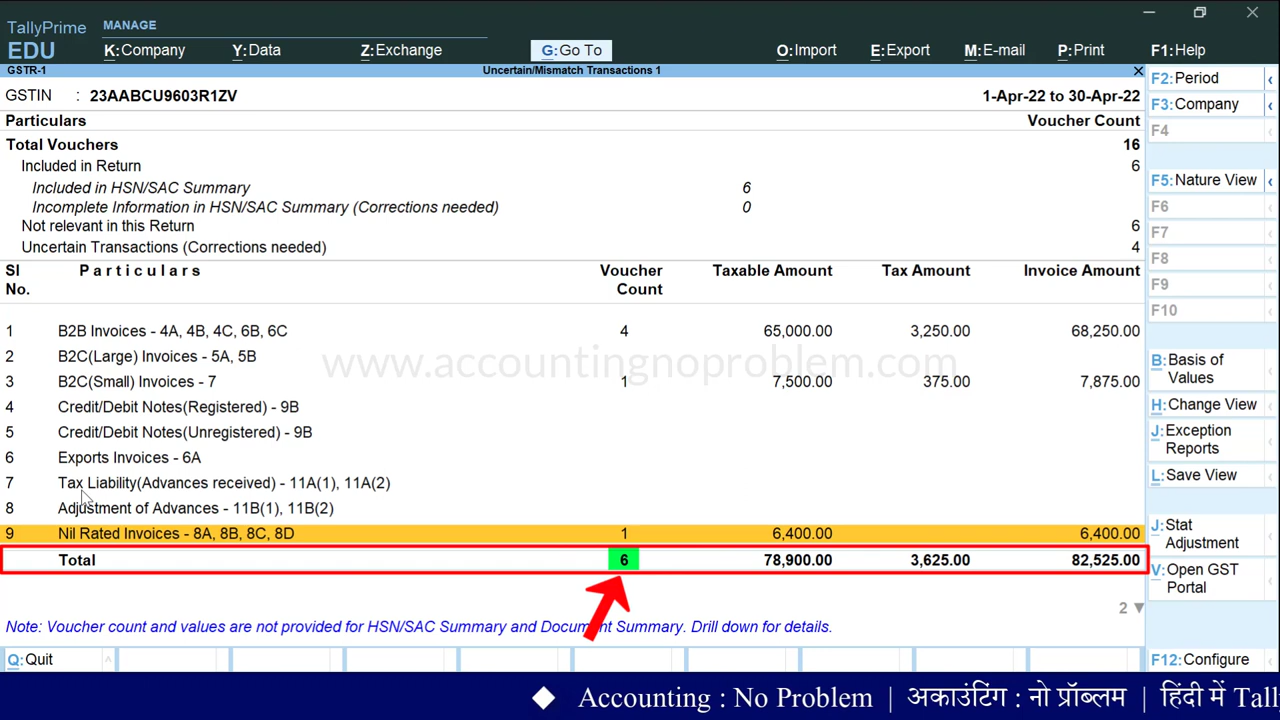 TallyPrime MANAGE
EDU K:Company Y:Data Z:Exchange G:Go To O:Import E:Export M:E-mail P:Print F1:Help
GSTR-1 Uncertain/Mismatch Transactions 1
GSTIN : 23AABCU9603R1ZV 1-Apr-22 to 30-Apr-22
Particulars Voucher Count
Total Vouchers 16
Included in Return 6
Included in HSN/SAC Summary 6
Incomplete Information in HSN/SAC Summary (Corrections needed) 0
Not relevant in this Return 6
Uncertain Transactions (Corrections needed) 4
Sl Particulars Voucher Taxable Amount Tax Amount Invoice Amount
No. Count
1 B2B Invoices - 4A, 4B, 4C, 6B, 6C 4 65,000.00 3,250.00 68,250.00
2 B2C(Large) Invoices - 5A, 5B
www.accountingnoproblem.com
3 B2C(Small) Invoices - 7 1 7,500.00 375.00 7,875.00
4 Credit/Debit Notes(Registered) - 9B
5 Credit/Debit Notes(Unregistered) - 9B
6 Exports Invoices - 6A
7 Tax Liability(Advances received) - 11A(1), 11A(2)
8 Adjustment of Advances - 11B(1), 11B(2)
9 Nil Rated Invoices - 8A, 8B, 8C, 8D 1 6,400.00 6,400.00
Total 6 78,900.00 3,625.00 82,525.00
2 ▼
Note: Voucher count and values are not provided for HSN/SAC Summary and Document Summary. Drill down for details.
Q:Quit
F2:Period
F3:Company
F4
F5:Nature View
F6
F7
F8
F9
F10
B:Basis of
Values
H:Change View
J:Exception
Reports
L:Save View
J:Stat
Adjustment
V:Open GST
Portal
F12:Configure
◆ Accounting : No Problem | अकाउंटिंग : नो प्रॉब्लम | हिंदी में Tally